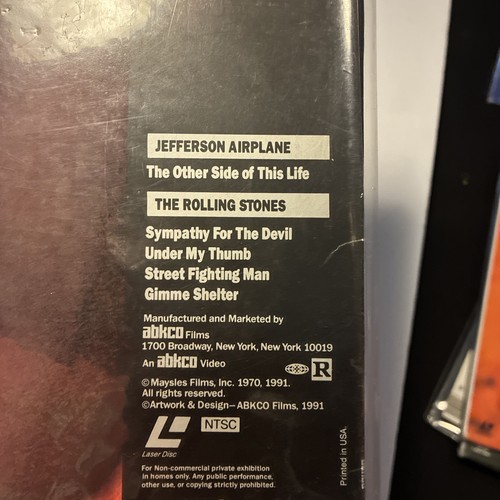 JEFFERSON AIRPLANE
The Other Side of This Life
THE ROLLING STONES
Sympathy For The Devil
Under My Thumb
Street Fighting Man
Gimme Shelter
Manufactured and Marketed by
abkco Films
1700 Broadway, New York, New York 10019
An abkco Video
R
©Maysles Films, Inc. 1970, 1991.
All rights reserved.
©Artwork & Design—ABKCO Films, 1991
NTSC
Laser Disc
For Non-commercial private exhibition
in homes only. Any public performance,
other use, or copying strictly prohibited.
Printed in USA.